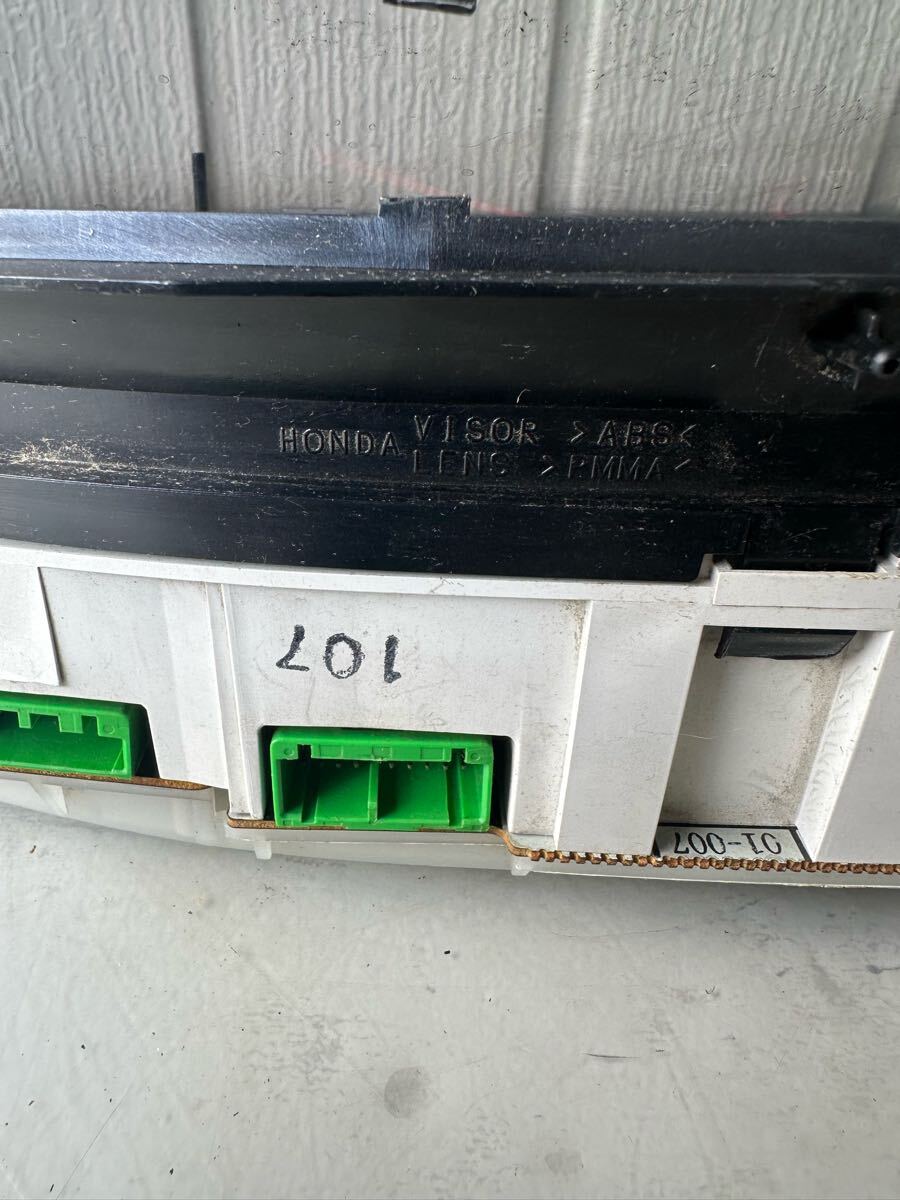 HONDA VISOR >ABS<
LENS >PMMA<
107
01-007